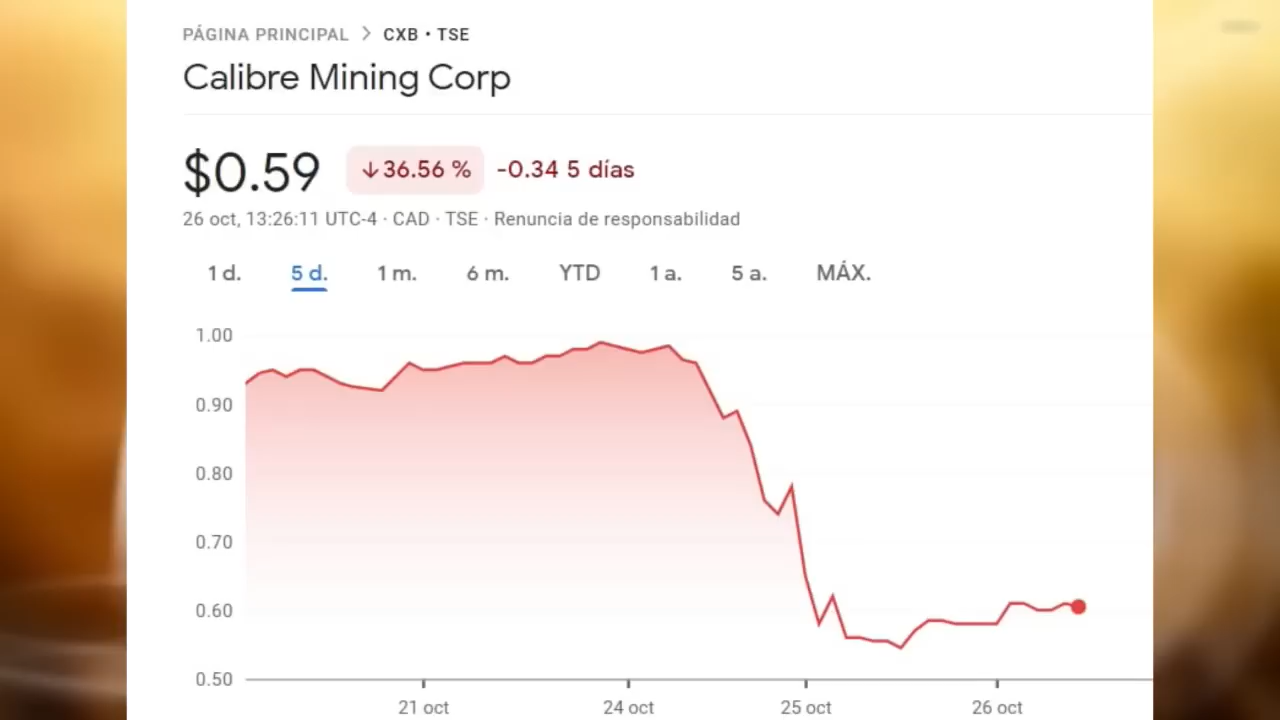 PÁGINA PRINCIPAL > CXB • TSE
Calibre Mining Corp
$0.59 ↓36.56 % -0.34 5 días
26 oct, 13:26:11 UTC-4 · CAD · TSE · Renuncia de responsabilidad
1 d. 5 d. 1 m. 6 m. YTD 1 a. 5 a. MÁX.
1.00
0.90
0.80
0.70
0.60
0.50
21 oct 24 oct 25 oct 26 oct